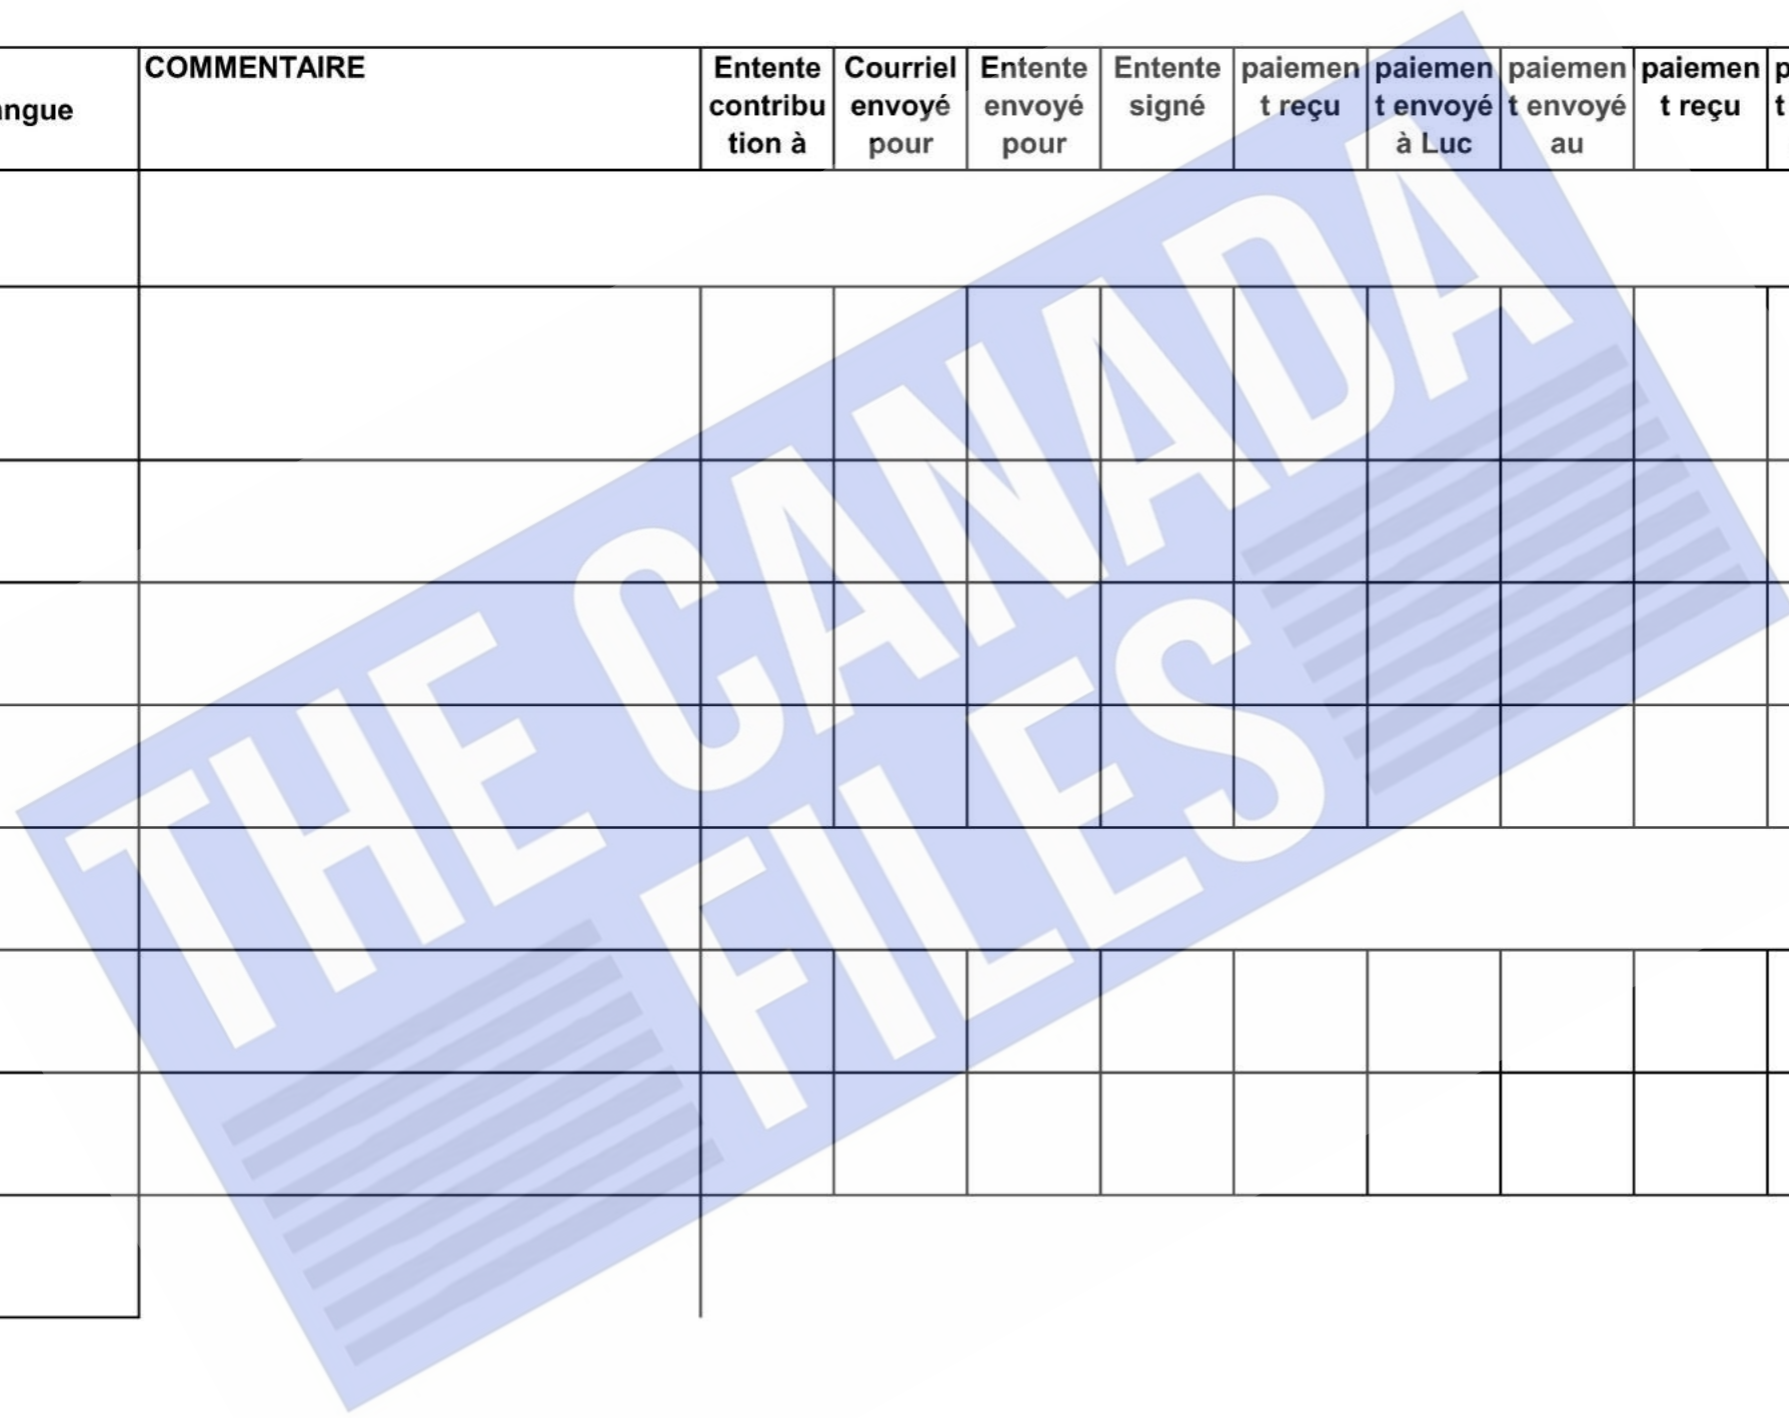 angue
COMMENTAIRE
Entente
contribu
tion à
Courriel
envoyé
pour
Entente
envoyé
pour
Entente
signé
paiemen
t reçu
paiemen
t envoyé
à Luc
paiemen
t envoyé
au
paiemen
t reçu
p
t
THE CANADA
FILES